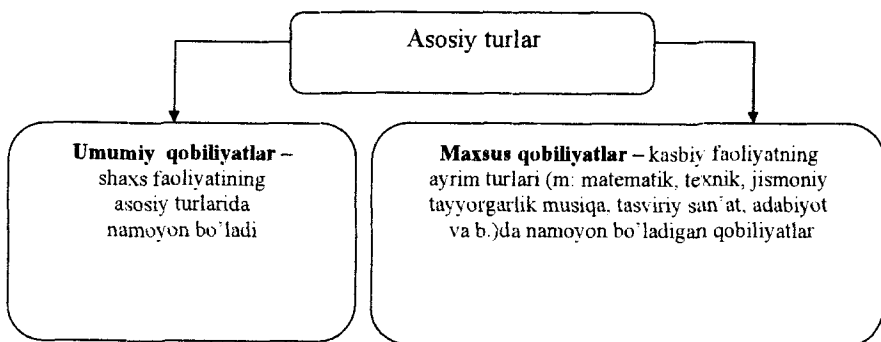 Asosiy turlar
Umumiy qobiliyatlar –
shaxs faoliyatining
asosiy turlarida
namoyon bo'ladi
Maxsus qobiliyatlar – kasbiy faoliyatning
ayrim turlari (m: matematik, texnik, jismoniy
tayyorgarlik musiqa, tasviriy san'at, adabiyot
va b.)da namoyon bo'ladigan qobiliyatlar